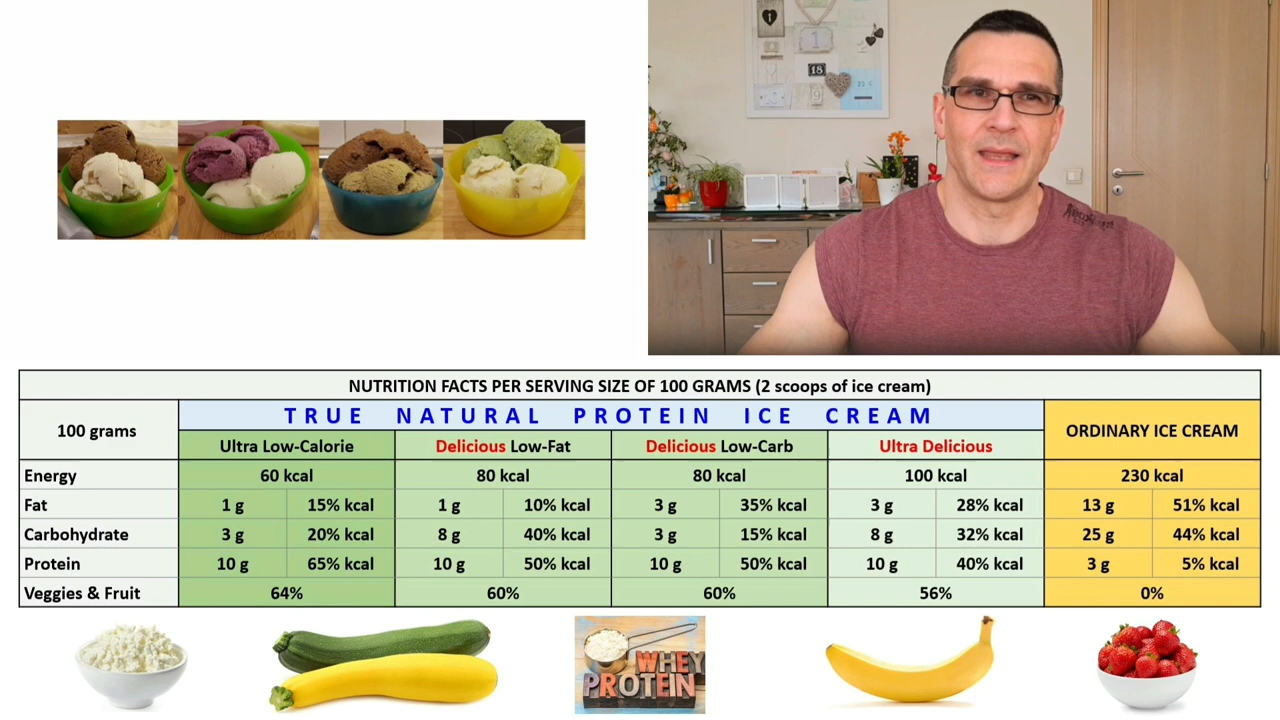 1
18
NUTRITION FACTS PER SERVING SIZE OF 100 GRAMS (2 scoops of ice cream)
100 grams TRUE NATURAL PROTEIN ICE CREAM ORDINARY ICE CREAM
Ultra Low-Calorie Delicious Low-Fat Delicious Low-Carb Ultra Delicious
Energy 60 kcal 80 kcal 80 kcal 100 kcal 230 kcal
Fat 1 g 15% kcal 1 g 10% kcal 3 g 35% kcal 3 g 28% kcal 13 g 51% kcal
Carbohydrate 3 g 20% kcal 8 g 40% kcal 3 g 15% kcal 8 g 32% kcal 25 g 44% kcal
Protein 10 g 65% kcal 10 g 50% kcal 10 g 50% kcal 10 g 40% kcal 3 g 5% kcal
Veggies & Fruit 64% 60% 60% 56% 0%
WHEY
PROTEIN